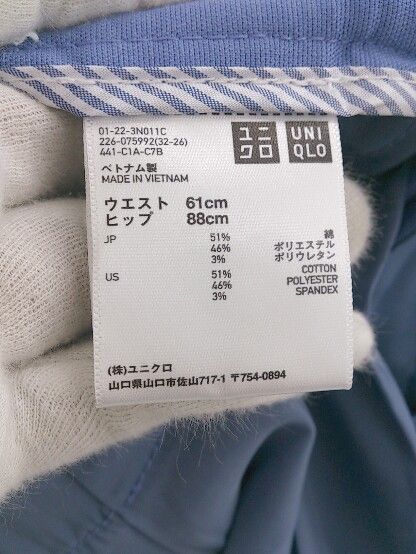 01-22-3N011C
226-075992(32-26)
441-C1A-C7B
ユニクロ
UNIQLO
ベトナム製
MADE IN VIETNAM
ウエスト 61cm
ヒップ 88cm
JP 51% 綿
46% ポリエステル
3% ポリウレタン
US 51% COTTON
46% POLYESTER
3% SPANDEX
(株)ユニクロ
山口県山口市佐山717-1 〒754-0894